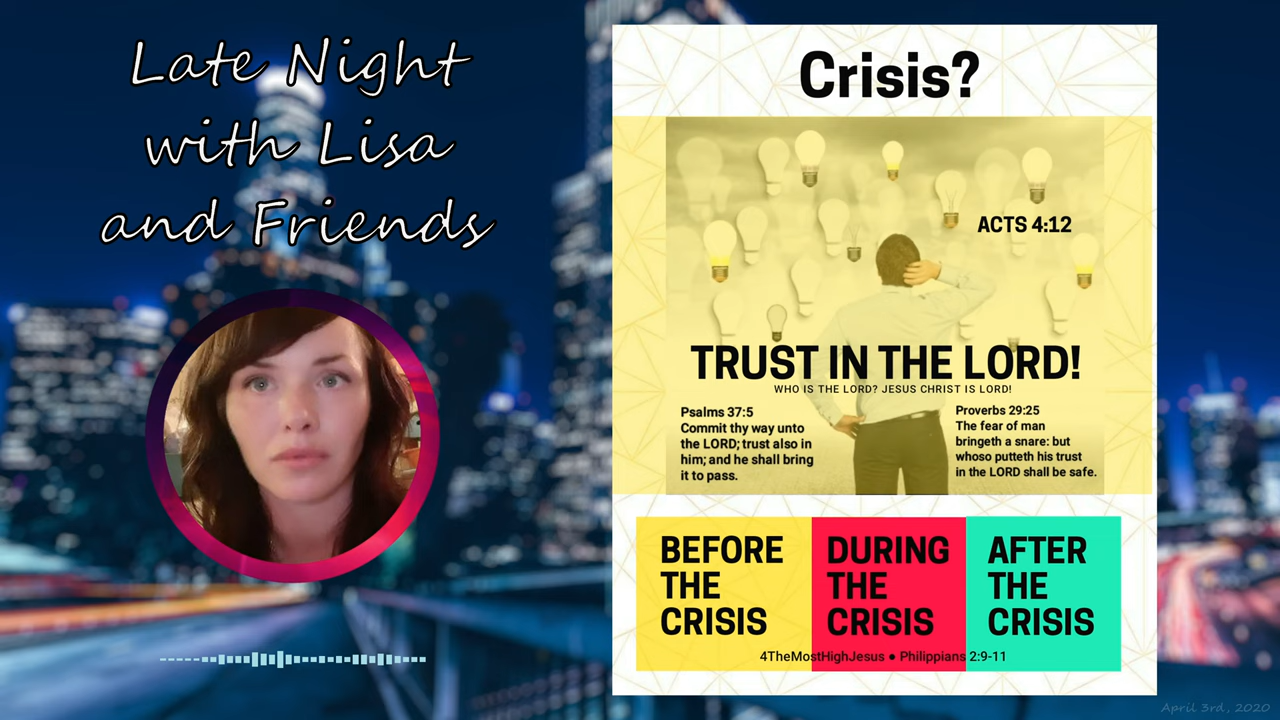 Late Night
with Lisa
and Friends
Crisis?
ACTS 4:12
TRUST IN THE LORD!
WHO IS THE LORD? JESUS CHRIST IS LORD!
Psalms 37:5
Commit thy way unto
the LORD; trust also in
him; and he shall bring
it to pass.
Proverbs 29:25
The fear of man
bringeth a snare: but
whoso putteth his trust
in the LORD shall be safe.
BEFORE
THE
CRISIS
DURING
THE
CRISIS
AFTER
THE
CRISIS
4TheMostHighJesus ● Philippians 2:9-11
April 3rd, 2020